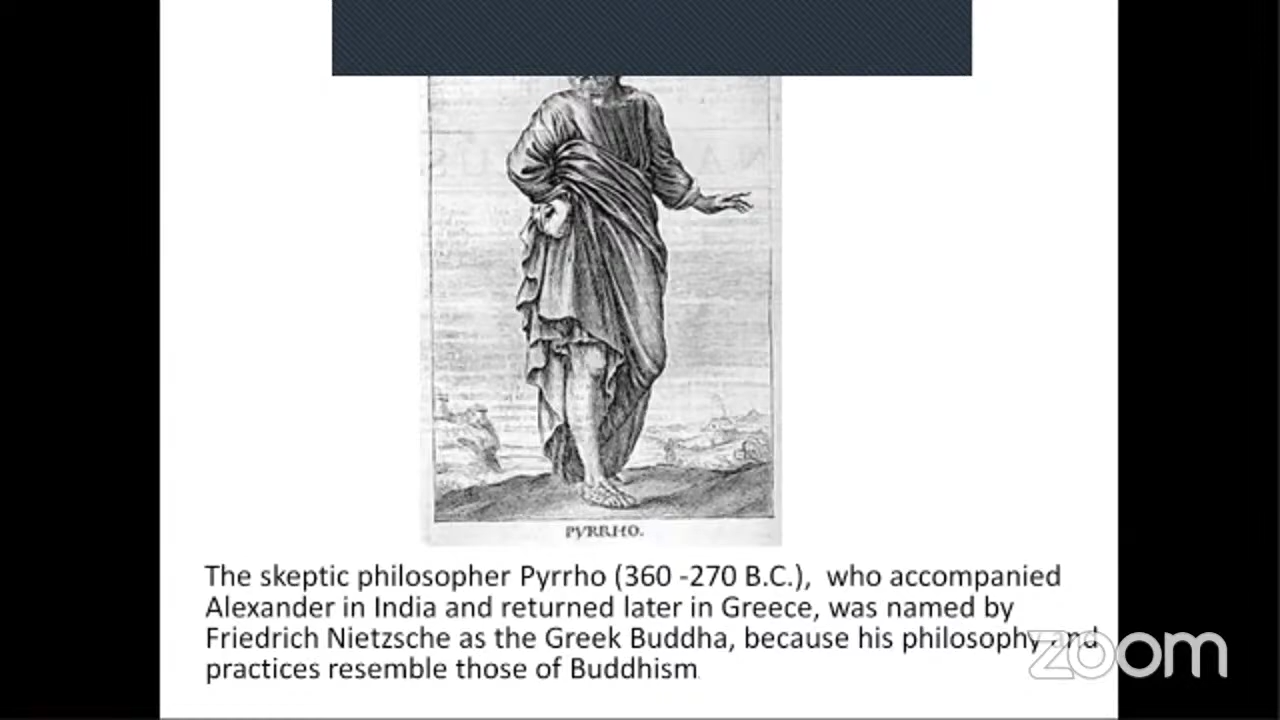 PYRRHO.
The skeptic philosopher Pyrrho (360 -270 B.C.), who accompanied
Alexander in India and returned later in Greece, was named by
Friedrich Nietzsche as the Greek Buddha, because his philosophy and
practices resemble those of Buddhism
zoom